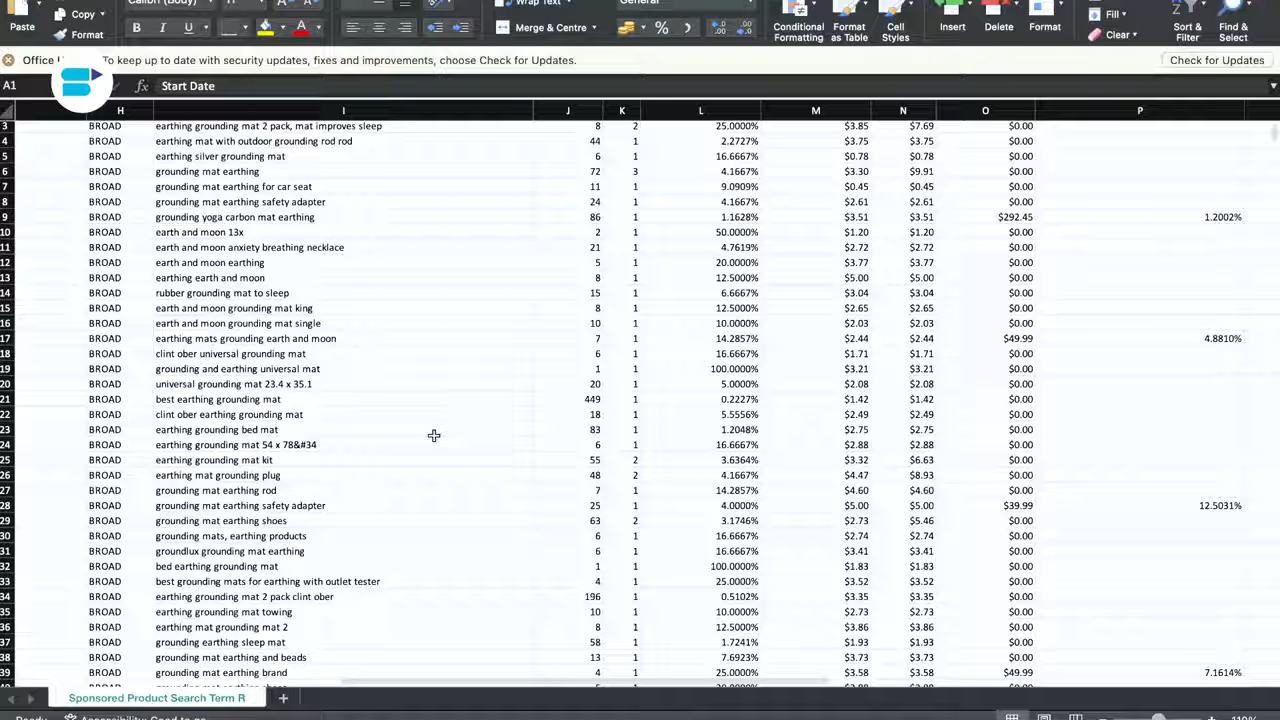 Paste
Copy
Format
B I U
Wrap Text
Merge & Centre
General
%
Conditional Formatting
Format as Table
Cell Styles
Insert
Delete
Format
Fill
Clear
Sort & Filter
Find & Select
Office To keep up to date with security updates, fixes and improvements, choose Check for Updates.
Check for Updates
A1 fx Start Date
H I J K L M N O P
3 BROAD earthing grounding mat 2 pack, mat improves sleep 8 2 25.0000% $3.85 $7.69 $0.00
4 BROAD earthing mat with outdoor grounding rod rod 44 1 2.2727% $3.75 $3.75 $0.00
5 BROAD earthing silver grounding mat 6 1 16.6667% $0.78 $0.78 $0.00
6 BROAD grounding mat earthing 72 3 4.1667% $3.30 $9.91 $0.00
7 BROAD grounding mat earthing for car seat 11 1 9.0909% $0.45 $0.45 $0.00
8 BROAD grounding mat earthing safety adapter 24 1 4.1667% $2.61 $2.61 $0.00
9 BROAD grounding yoga carbon mat earthing 86 1 1.1628% $3.51 $3.51 $292.45 1.2002%
10 BROAD earth and moon 13x 2 1 50.0000% $1.20 $1.20 $0.00
11 BROAD earth and moon anxiety breathing necklace 21 1 4.7619% $2.72 $2.72 $0.00
12 BROAD earth and moon earthing 5 1 20.0000% $3.77 $3.77 $0.00
13 BROAD earthing earth and moon 8 1 12.5000% $5.00 $5.00 $0.00
14 BROAD rubber grounding mat to sleep 15 1 6.6667% $3.04 $3.04 $0.00
15 BROAD earth and moon grounding mat king 8 1 12.5000% $2.65 $2.65 $0.00
16 BROAD earth and moon grounding mat single 10 1 10.0000% $2.03 $2.03 $0.00
17 BROAD earthing mats grounding earth and moon 7 1 14.2857% $2.44 $2.44 $49.99 4.8810%
18 BROAD clint ober universal grounding mat 6 1 16.6667% $1.71 $1.71 $0.00
19 BROAD grounding and earthing universal mat 1 1 100.0000% $3.21 $3.21 $0.00
20 BROAD universal grounding mat 23.4 x 35.1 20 1 5.0000% $2.08 $2.08 $0.00
21 BROAD best earthing grounding mat 449 1 0.2227% $1.42 $1.42 $0.00
22 BROAD clint ober earthing grounding mat 18 1 5.5556% $2.49 $2.49 $0.00
23 BROAD earthing grounding bed mat 83 1 1.2048% $2.75 $2.75 $0.00
24 BROAD earthing grounding mat 54 x 78&#34 6 1 16.6667% $2.88 $2.88 $0.00
25 BROAD earthing grounding mat kit 55 2 3.6364% $3.32 $6.63 $0.00
26 BROAD earthing mat grounding plug 48 2 4.1667% $4.47 $8.93 $0.00
27 BROAD grounding mat earthing rod 7 1 14.2857% $4.60 $4.60 $0.00
28 BROAD grounding mat earthing safety adapter 25 1 4.0000% $5.00 $5.00 $39.99 12.5031%
29 BROAD grounding mat earthing shoes 63 2 3.1746% $2.73 $5.46 $0.00
30 BROAD grounding mats, earthing products 6 1 16.6667% $2.74 $2.74 $0.00
31 BROAD groundlux grounding mat earthing 6 1 16.6667% $3.41 $3.41 $0.00
32 BROAD bed earthing grounding mat 1 1 100.0000% $1.83 $1.83 $0.00
33 BROAD best grounding mats for earthing with outlet tester 4 1 25.0000% $3.52 $3.52 $0.00
34 BROAD earthing grounding mat 2 pack clint ober 196 1 0.5102% $3.35 $3.35 $0.00
35 BROAD earthing grounding mat towing 10 1 10.0000% $2.73 $2.73 $0.00
36 BROAD earthing mat grounding mat 2 8 1 12.5000% $3.86 $3.86 $0.00
37 BROAD grounding earthing sleep mat 58 1 1.7241% $1.93 $1.93 $0.00
38 BROAD grounding mat earthing and beads 13 1 7.6923% $3.73 $3.73 $0.00
39 BROAD grounding mat earthing brand 4 1 25.0000% $3.58 $3.58 $49.99 7.1614%
Sponsored Product Search Term R